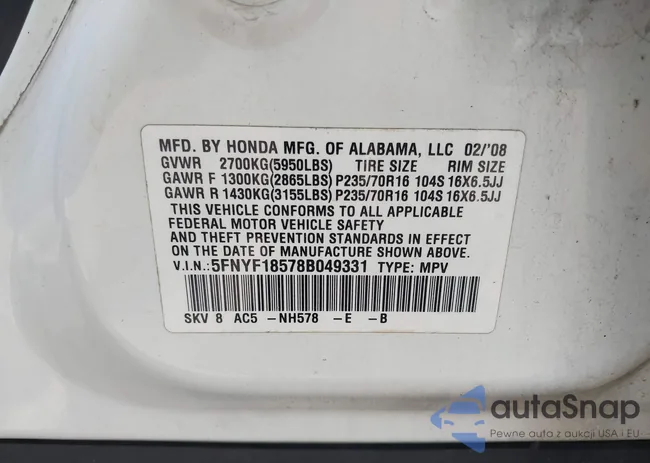 MFD. BY HONDA MFG. OF ALABAMA, LLC 02/'08
GVWR 2700KG(5950LBS) TIRE SIZE RIM SIZE
GAWR F 1300KG(2865LBS) P235/70R16 104S 16X6.5JJ
GAWR R 1430KG(3155LBS) P235/70R16 104S 16X6.5JJ
THIS VEHICLE CONFORMS TO ALL APPLICABLE
FEDERAL MOTOR VEHICLE SAFETY
AND THEFT PREVENTION STANDARDS IN EFFECT
ON THE DATE OF MANUFACTURE SHOWN ABOVE.
V.I.N.: 5FNYF18578B049331 TYPE: MPV
SKV 8 AC5 -NH578 -E -B
autaSnap
Pewne auta z aukcji USA i EU